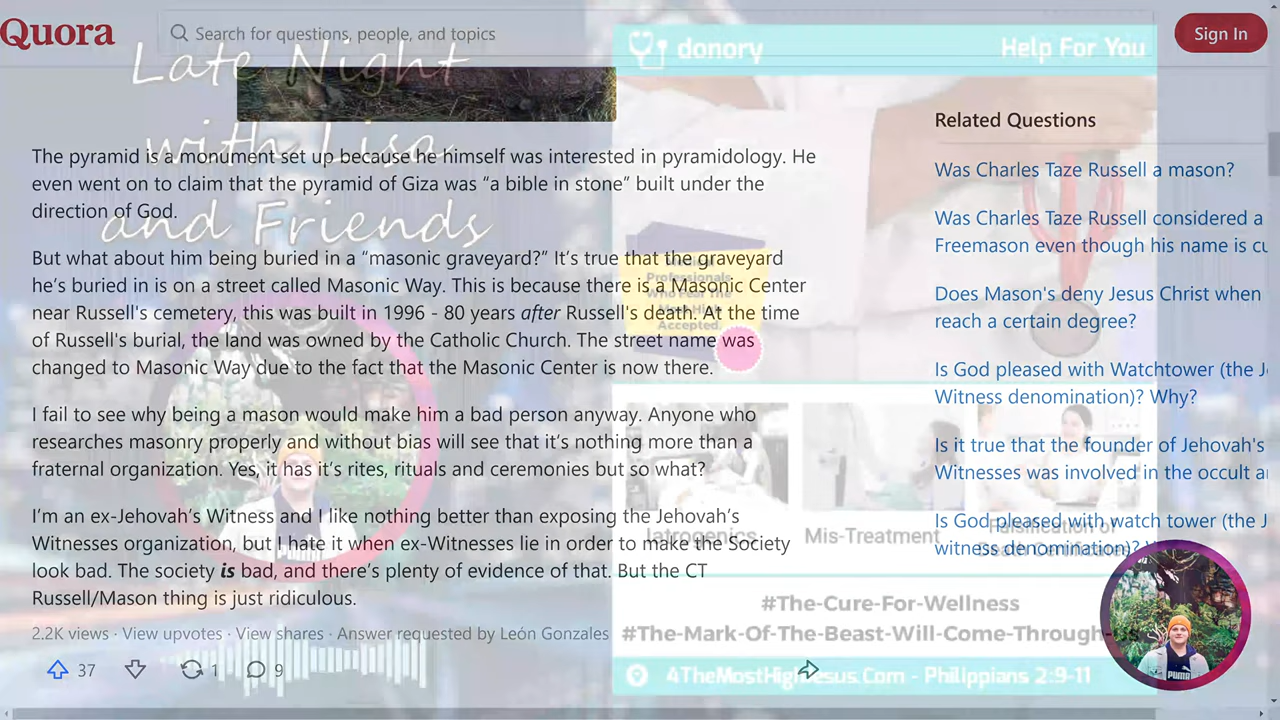 Quora
Search for questions, people, and topics
Sign In
Late Night
with Lisa
and Friends
donory
Help For You
The pyramid is a monument set up because he himself was interested in pyramidology. He
even went on to claim that the pyramid of Giza was “a bible in stone” built under the
direction of God.
But what about him being buried in a “masonic graveyard?” It’s true that the graveyard
he’s buried in is on a street called Masonic Way. This is because there is a Masonic Center
near Russell's cemetery, this was built in 1996 - 80 years after Russell's death. At the time
of Russell's burial, the land was owned by the Catholic Church. The street name was
changed to Masonic Way due to the fact that the Masonic Center is now there.
I fail to see why being a mason would make him a bad person anyway. Anyone who
researches masonry properly and without bias will see that it’s nothing more than a
fraternal organization. Yes, it has it’s rites, rituals and ceremonies but so what?
I’m an ex-Jehovah’s Witness and I like nothing better than exposing the Jehovah’s
Witnesses organization, but I hate it when ex-Witnesses lie in order to make the Society
look bad. The society is bad, and there’s plenty of evidence of that. But the CT
Russell/Mason thing is just ridiculous.
2.2K views · View upvotes · View shares · Answer requested by León Gonzales
37
1
9
Professionals
Who Fear The
Accepted.
Iatrogenics
Mis-Treatment
Falsification of
#The-Cure-For-Wellness
#The-Mark-Of-The-Beast-Will-Come-Through-
4TheMostHighJesus.Com - Philippians 2:9-11
Related Questions
Was Charles Taze Russell a mason?
Was Charles Taze Russell considered a
Freemason even though his name is cu
Does Mason's deny Jesus Christ when
reach a certain degree?
Is God pleased with Watchtower (the Je
Witness denomination)? Why?
Is it true that the founder of Jehovah's
Witnesses was involved in the occult a
Is God pleased with watch tower (the J
witness denomination)?
PUMA
PUMA